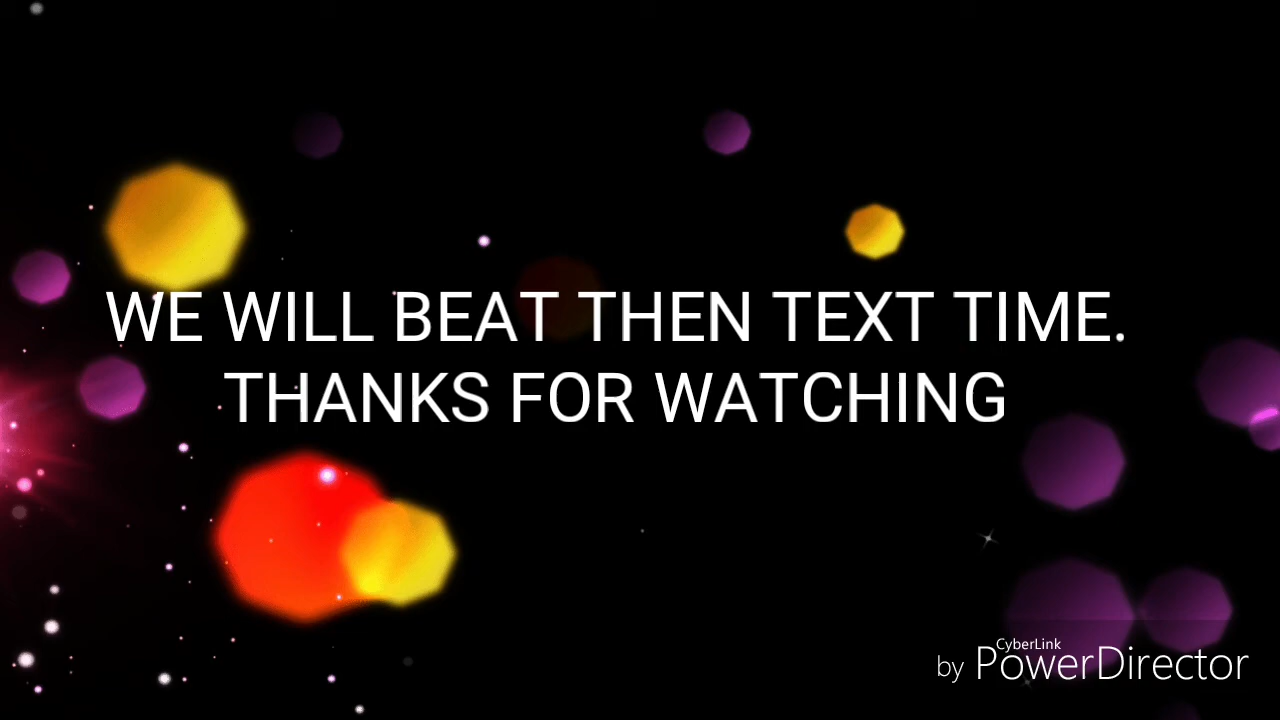 WE WILL BEAT THEN TEXT TIME.
THANKS FOR WATCHING
CyberLink
by PowerDirector